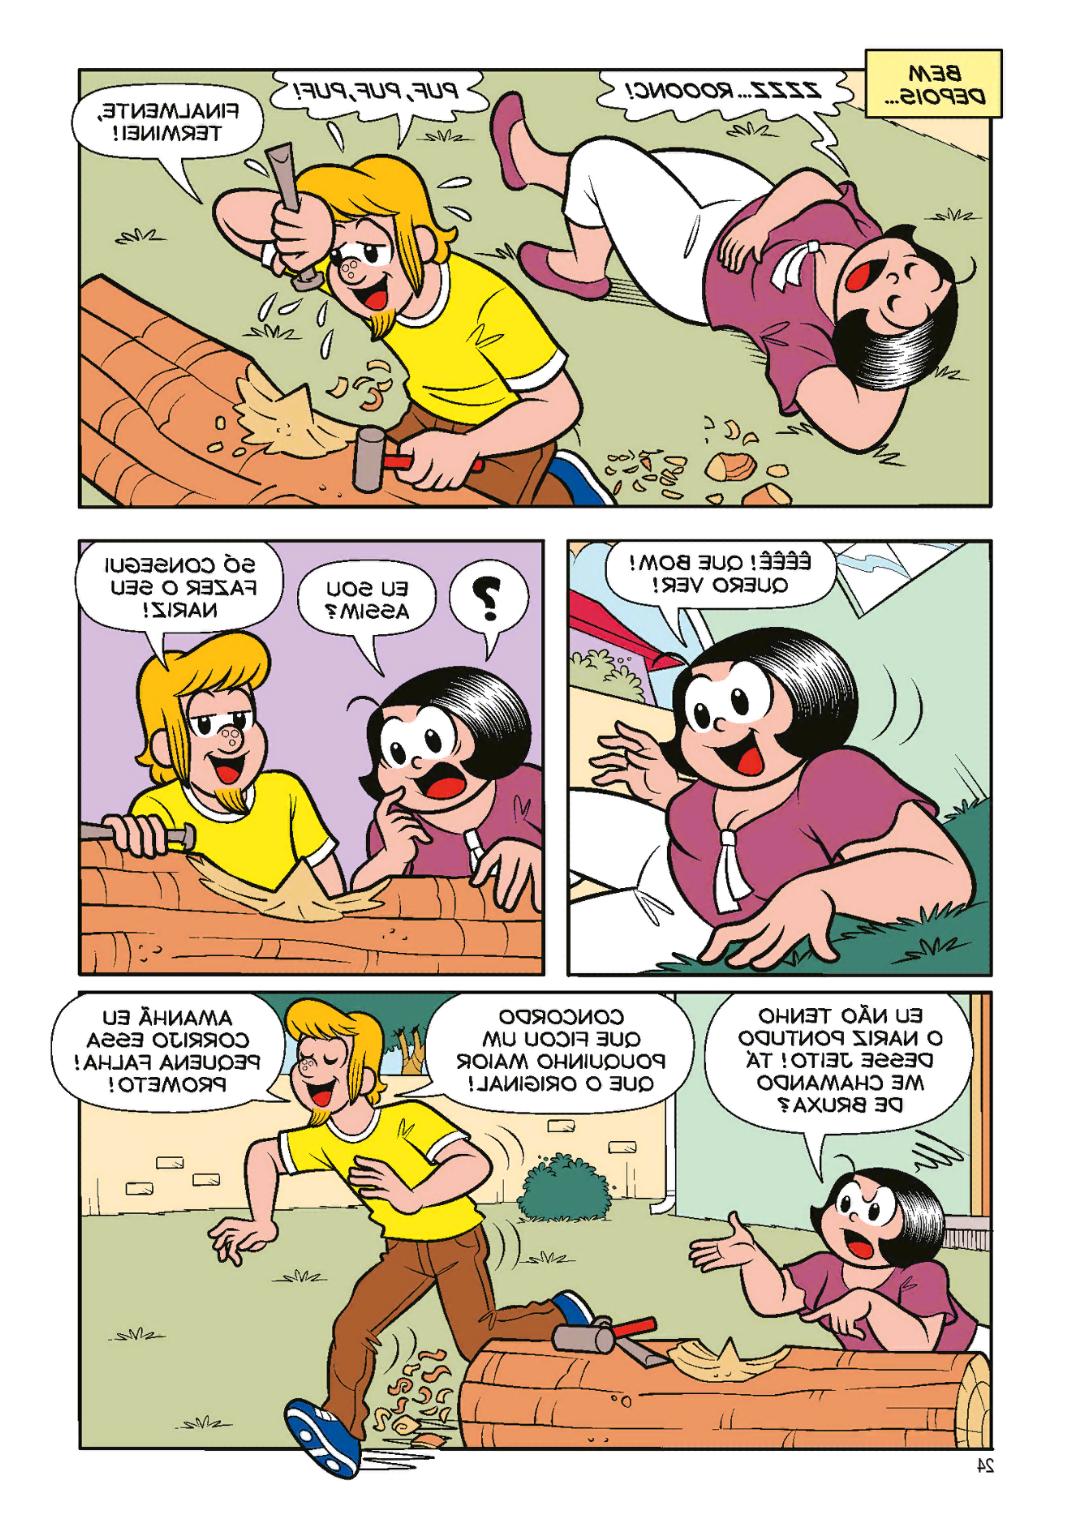 BEM
DEPOIS...
ZZZZ... ROOONC!
PUF, PUF, PUF!
FINALMENTE,
TERMINEI!
ÊÊÊÊ! QUE BOM!
QUERO VER!
?
EU SOU
ASSIM?
SÓ CONSEGUI
FAZER O SEU
NARIZ!
EU NÃO TENHO
O NARIZ PONTUDO
DESSE JEITO! TÁ
ME CHAMANDO
DE BRUXA?
CONCORDO
QUE FICOU UM
POUQUINHO MAIOR
QUE O ORIGINAL!
AMANHÃ EU
CORRIJO ESSA
PEQUENA FALHA!
PROMETO!
24